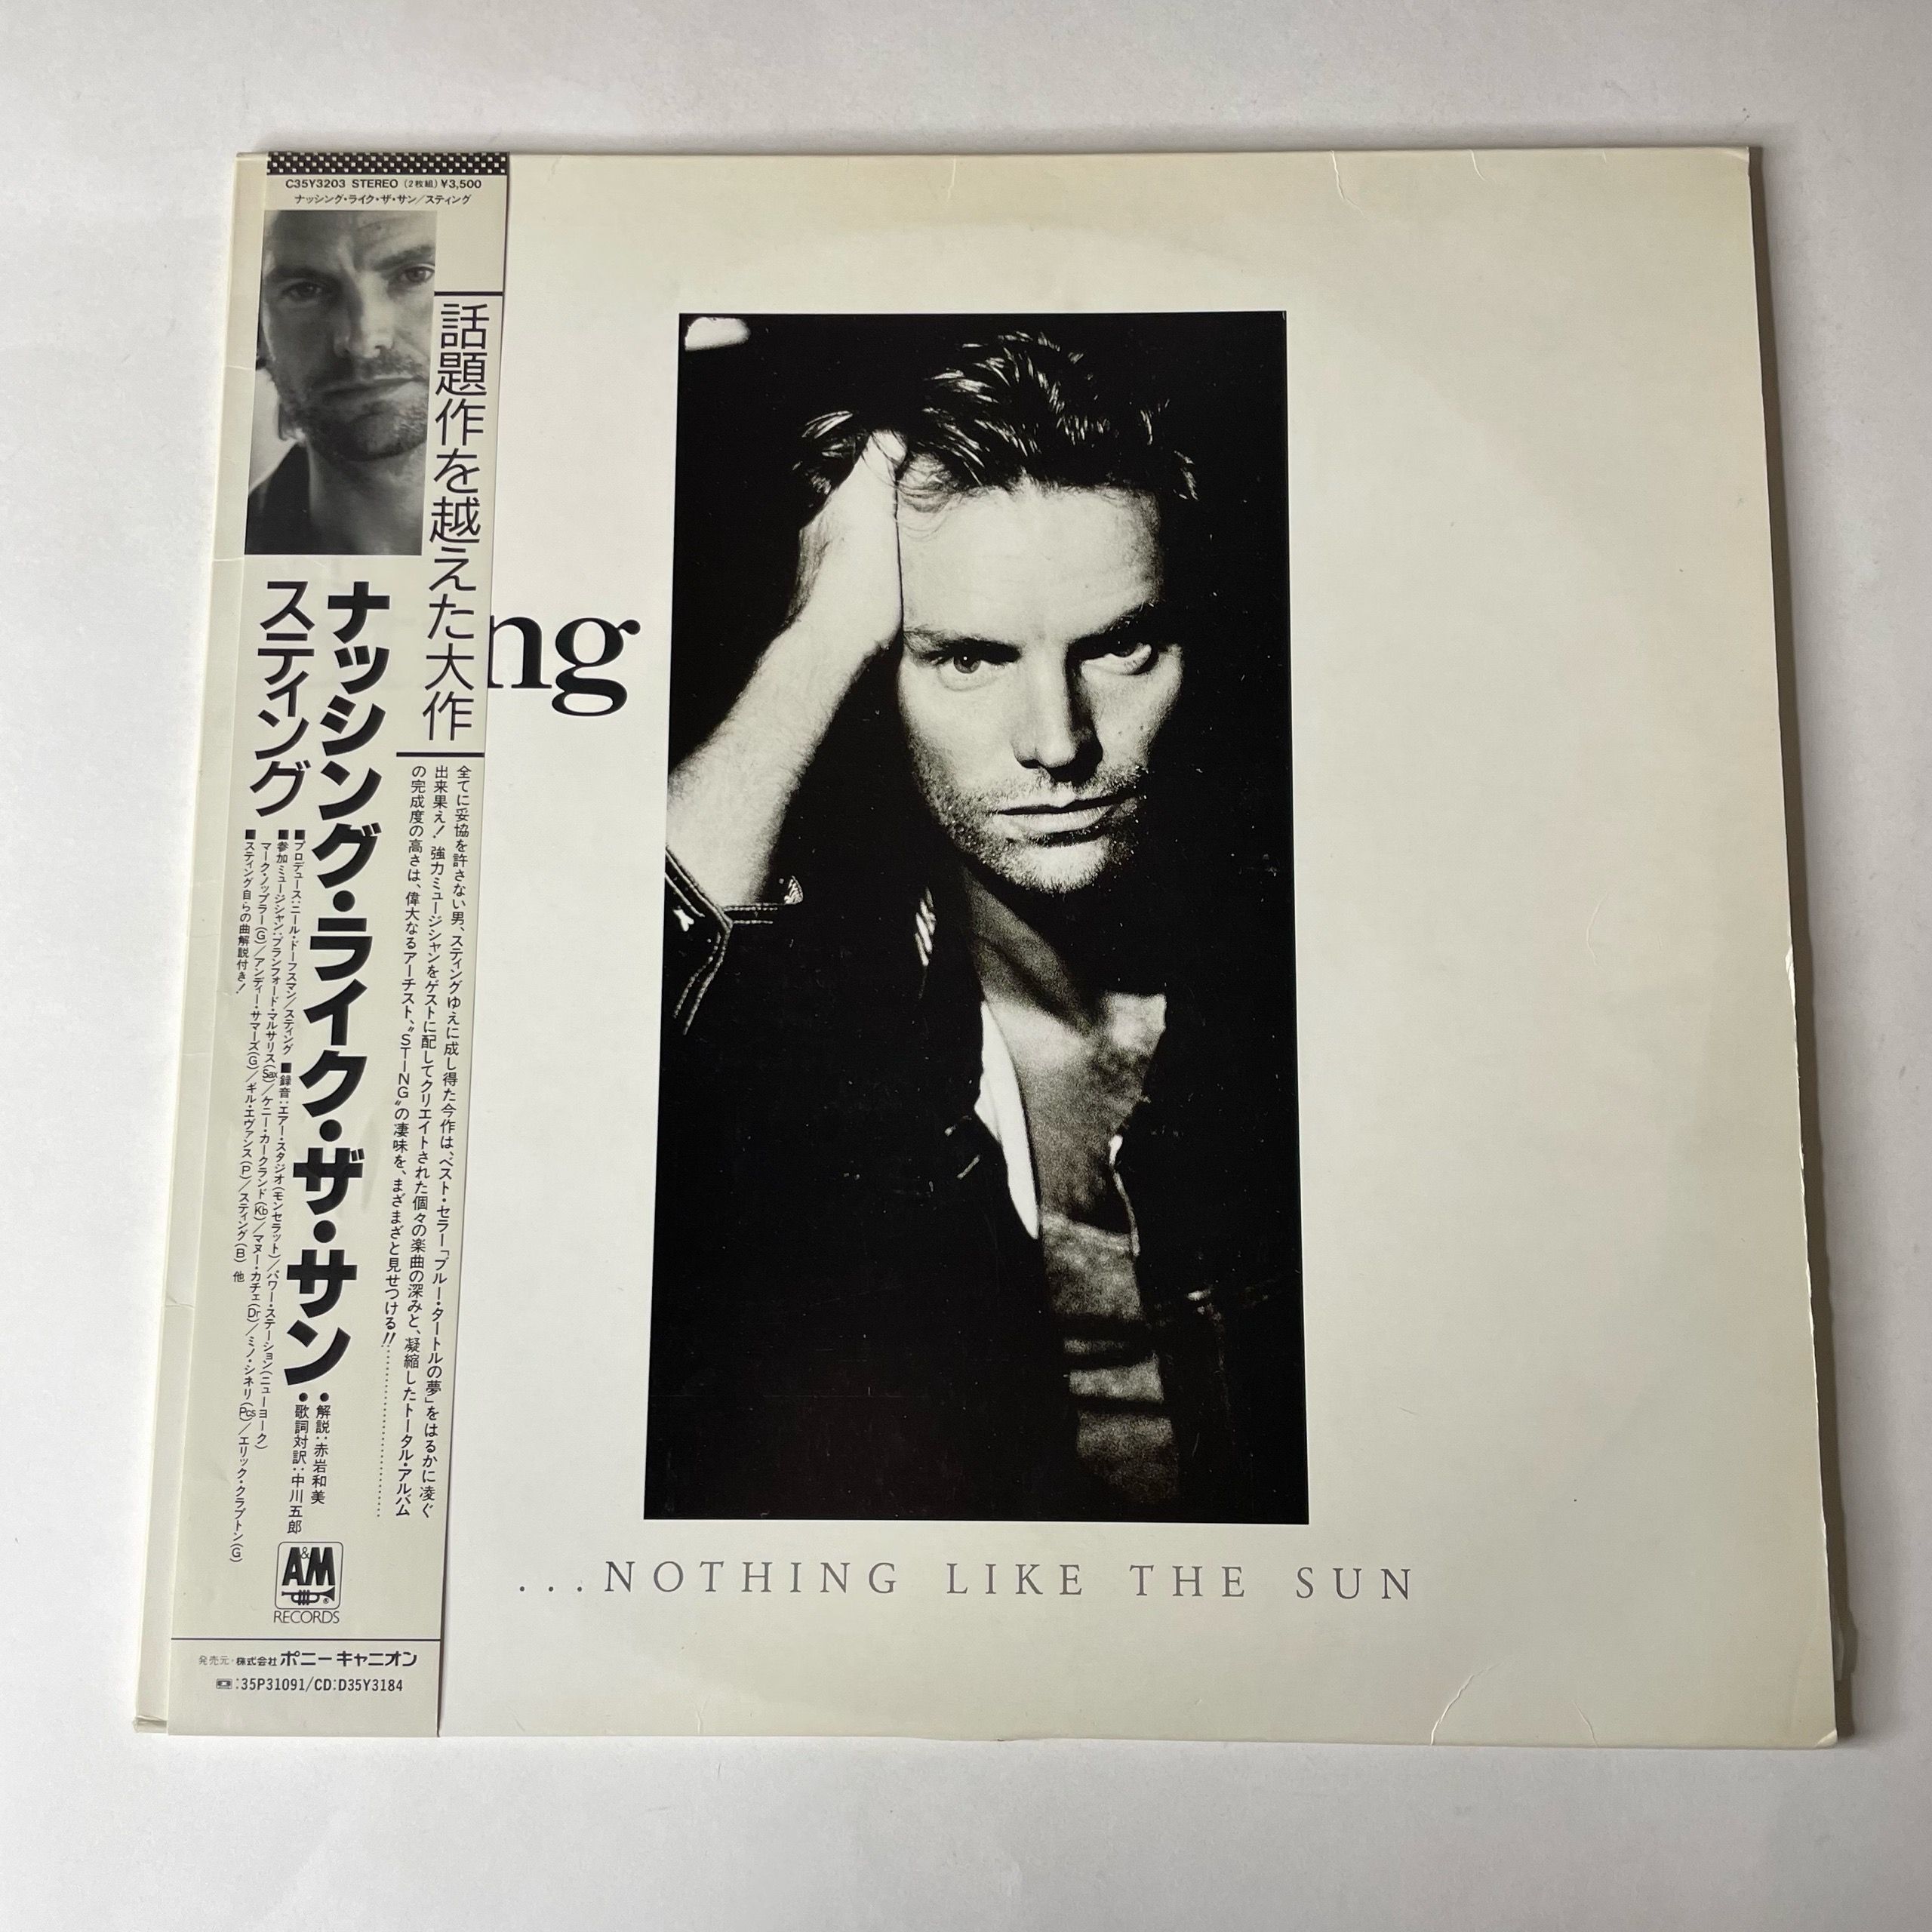 C35Y3203 STEREO (2枚組) ¥3,500
ナッシング・ライク・ザ・サン/スティング
話題作を越えた大作
全てに妥協を許さない男、スティングゆえに成し得た今作は、ベスト・セラー「ブルー・タートルの夢」をはるかに凌ぐ
出来果え! 強力ミュージシャンをゲストに配してクリエイトされた個々の楽曲の深みと、凝縮したトータル・アルバム
の完成度の高さは、偉大なるアーチスト、〝STING〟の凄味を、まざまざと見せつける!!
ナッシング・ライク・ザ・サン
スティング
●解説:赤岩和美
●歌詞対訳:中川五郎
■プロデュース:ニール・ドーフスマン/スティング ■録音:エアー・スタジオ(モンセラット)/パワー・ステーション(ニューヨーク)
■参加ミュージシャン:ブランフォード・マルサリス(Sax)/ケニー・カークランド(Kb)/マヌー・カチェ(Dr)/ミノ・シネリ(Pcs)/エリック・クラプトン(G)
マーク・ノップラー(G)/アンディー・サマーズ(G)/ギル・エヴァンス(P)/スティング(B) 他
■スティング自らの曲解説付き!
A&M
RECORDS
発売元・株式会社ポニーキャニオン
:35P31091/CD:D35Y3184
ng
...NOTHING LIKE THE SUN